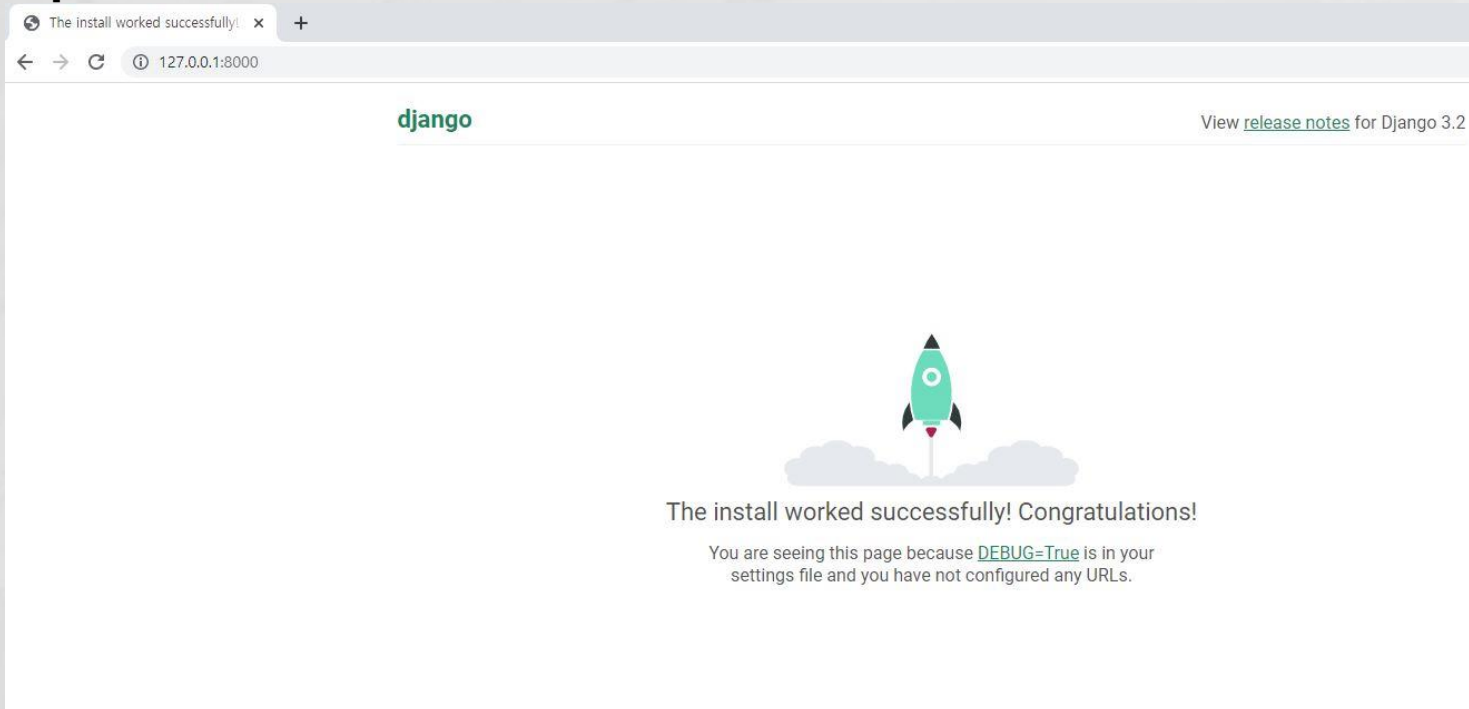 The install worked successfully!
127.0.0.1:8000
django
View release notes for Django 3.2
The install worked successfully! Congratulations!
You are seeing this page because DEBUG=True is in your
settings file and you have not configured any URLs.